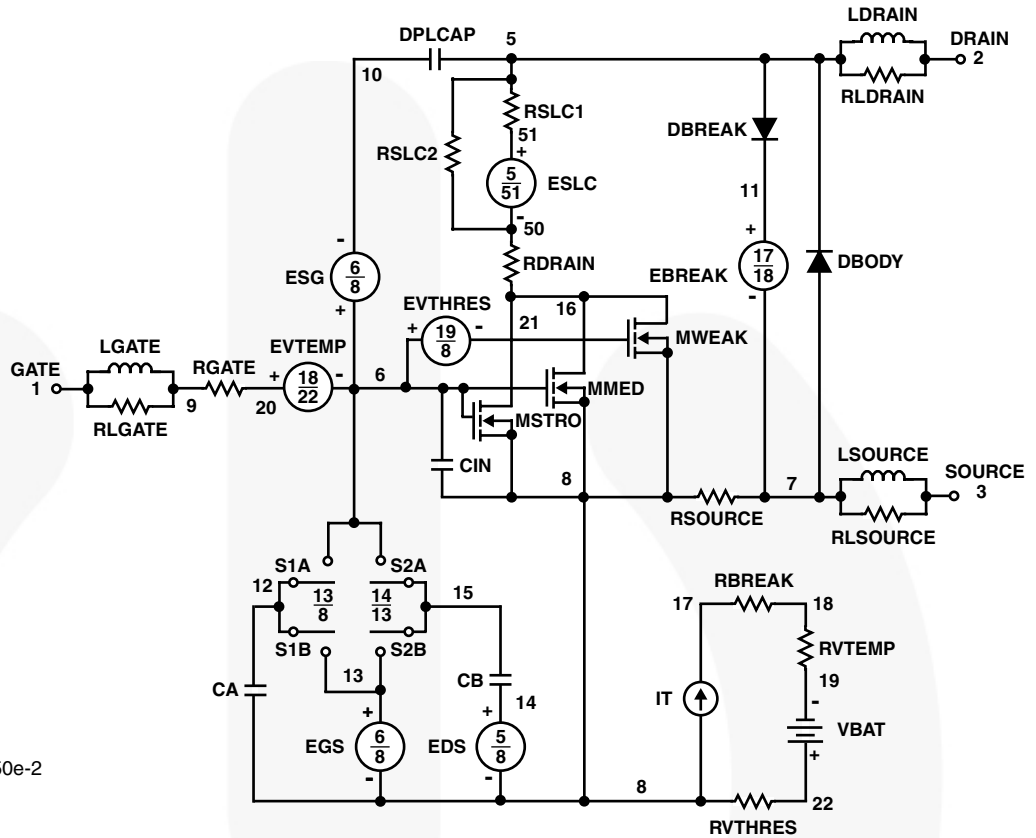 LDRAIN
DPLCAP
5
DRAIN
2
10
RLDRAIN
RSLC1
51
+
RSLC2
5
51
ESLC
-
50
DBREAK
11
+
17
18
EBREAK
-
DBODY
-
6
8
ESG
+
RDRAIN
EVTHRES
+
19
8
-
21
16
MWEAK
LGATE
GATE
1
RLGATE
9
RGATE
EVTEMP
+
18
22
-
20
6
MMED
MSTRO
CIN
8
LSOURCE
7
SOURCE
3
RSOURCE
RLSOURCE
S1A
S2A
12
13
8
14
13
15
S1B
S2B
13
CA
CB
14
+
6
8
EGS
-
+
5
8
EDS
-
RBREAK
17
18
RVTEMP
19
IT
-
VBAT
+
8
22
RVTHRES
50e-2